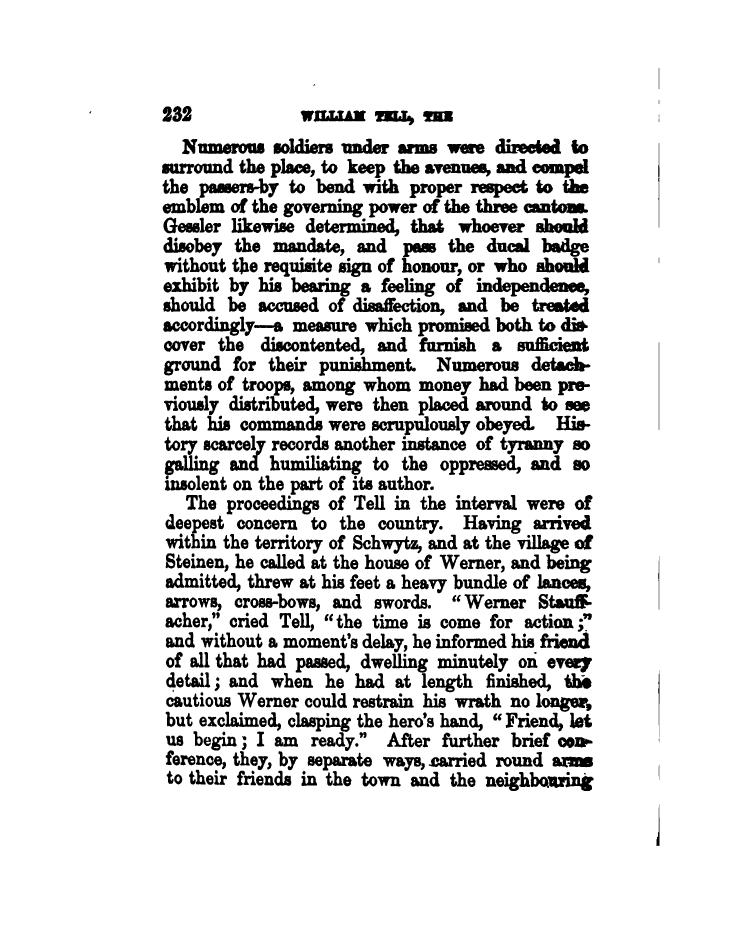 232 WILLIAM TELL, THE
Numerous soldiers under arms were directed to
surround the place, to keep the avenues, and compel
the passers-by to bend with proper respect to the
emblem of the governing power of the three cantons.
Gessler likewise determined, that whoever should
disobey the mandate, and pass the ducal badge
without the requisite sign of honour, or who should
exhibit by his bearing a feeling of independence,
should be accused of disaffection, and be treated
accordingly—a measure which promised both to dis-
cover the discontented, and furnish a sufficient
ground for their punishment. Numerous detach-
ments of troops, among whom money had been pre-
viously distributed, were then placed around to see
that his commands were scrupulously obeyed. His-
tory scarcely records another instance of tyranny so
galling and humiliating to the oppressed, and so
insolent on the part of its author.
The proceedings of Tell in the interval were of
deepest concern to the country. Having arrived
within the territory of Schwytz, and at the village of
Steinen, he called at the house of Werner, and being
admitted, threw at his feet a heavy bundle of lances,
arrows, cross-bows, and swords. "Werner Stauff-
acher," cried Tell, "the time is come for action;"
and without a moment's delay, he informed his friend
of all that had passed, dwelling minutely on every
detail; and when he had at length finished, the
cautious Werner could restrain his wrath no longer,
but exclaimed, clasping the hero's hand, "Friend, let
us begin; I am ready." After further brief con-
ference, they, by separate ways, carried round arms
to their friends in the town and the neighbouring